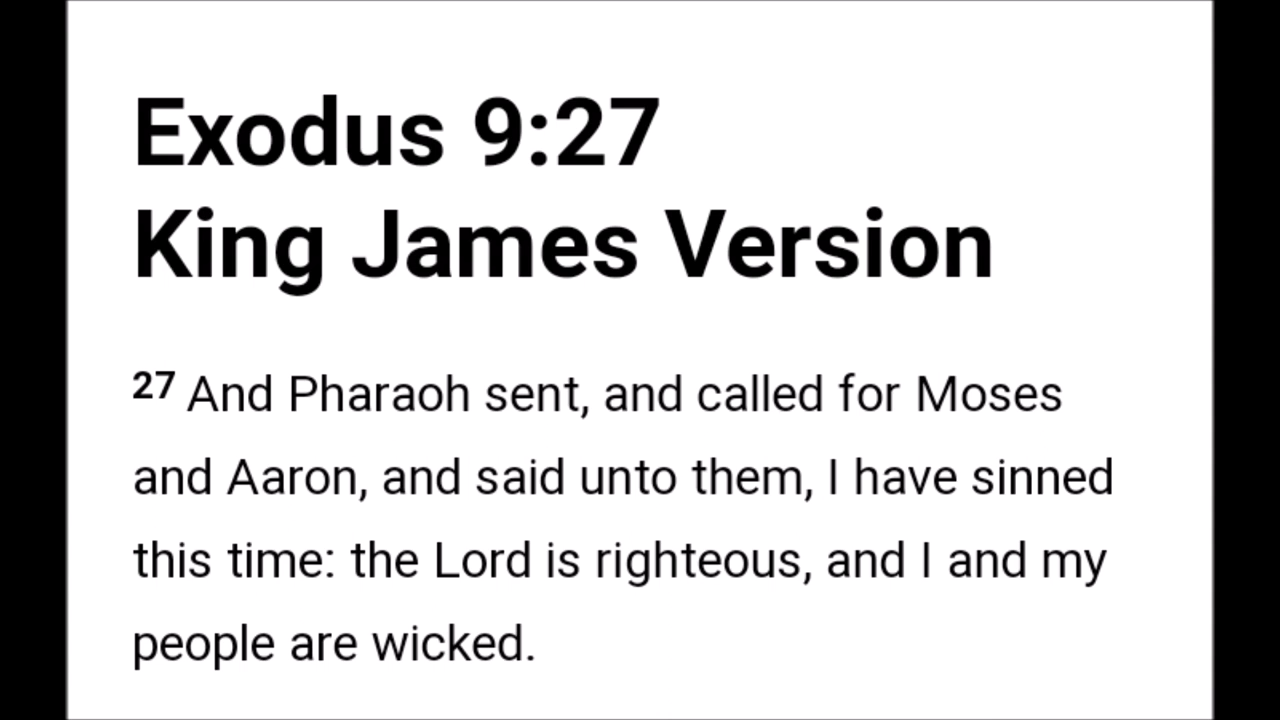 Exodus 9:27
King James Version
27 And Pharaoh sent, and called for Moses
and Aaron, and said unto them, I have sinned
this time: the Lord is righteous, and I and my
people are wicked.